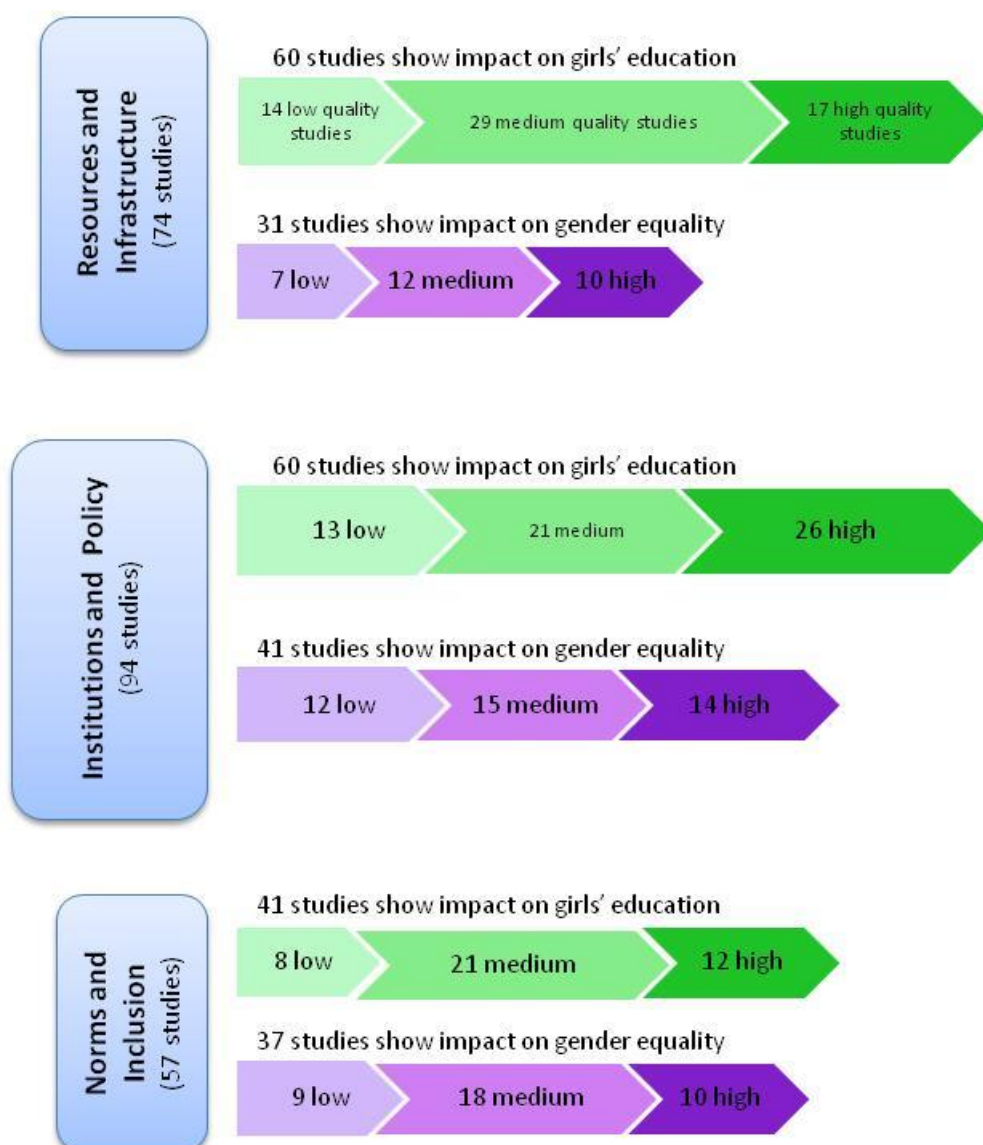 Resources and
Infrastructure
(74 studies)
60 studies show impact on girls' education
14 low quality
studies
29 medium quality studies
17 high quality
studies
31 studies show impact on gender equality
7 low
12 medium
10 high
Institutions and Policy
(94 studies)
60 studies show impact on girls' education
13 low
21 medium
26 high
41 studies show impact on gender equality
12 low
15 medium
14 high
Norms and
Inclusion
(57 studies)
41 studies show impact on girls' education
8 low
21 medium
12 high
37 studies show impact on gender equality
9 low
18 medium
10 high